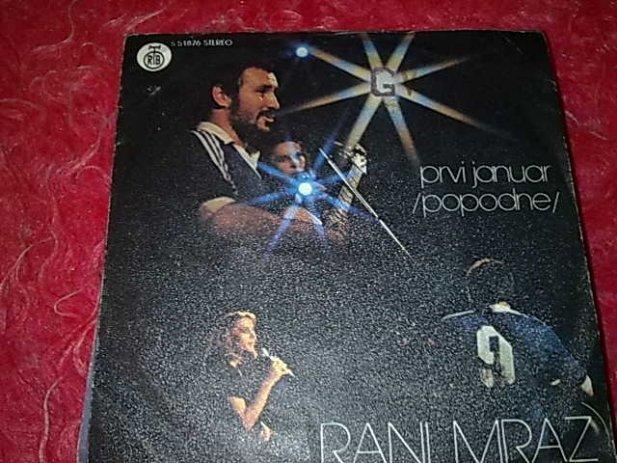 RTB
S 51876 STEREO
G
prvi januar
/popodne/
9
RANI MRAZ